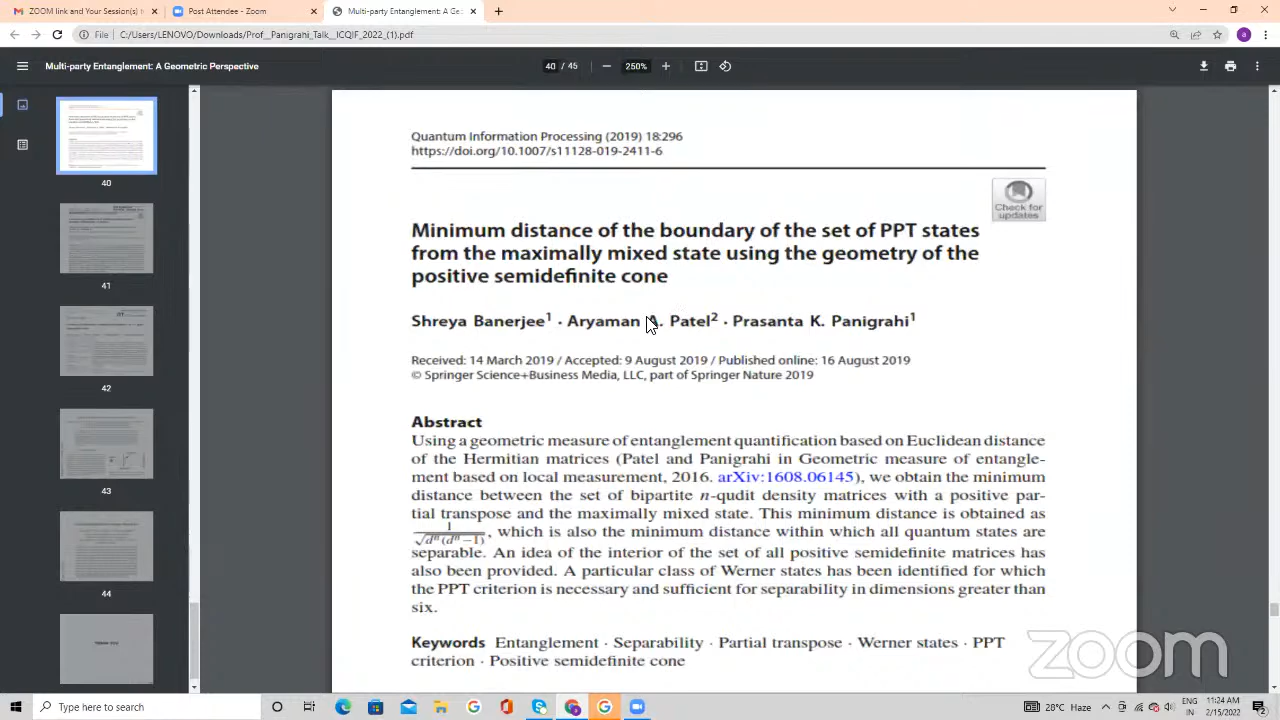 ZOOM link and Your Session(s) t
Post Attendee - Zoom
Multi-party Entanglement: A Ge
File
C:/Users/LENOVO/Downloads/Prof._Panigrahi_Talk_ICQIF_2022_(1).pdf
a
Multi-party Entanglement: A Geometric Perspective
40 / 45
250%
40
41
42
43
44
Quantum Information Processing (2019) 18:296
https://doi.org/10.1007/s11128-019-2411-6
Check for
updates
Minimum distance of the boundary of the set of PPT states
from the maximally mixed state using the geometry of the
positive semidefinite cone
Shreya Banerjee¹ · Aryaman A. Patel² · Prasanta K. Panigrahi¹
Received: 14 March 2019 / Accepted: 9 August 2019 / Published online: 16 August 2019
© Springer Science+Business Media, LLC, part of Springer Nature 2019
Abstract
Using a geometric measure of entanglement quantification based on Euclidean distance
of the Hermitian matrices (Patel and Panigrahi in Geometric measure of entangle-
ment based on local measurement, 2016. arXiv:1608.06145), we obtain the minimum
distance between the set of bipartite n-qudit density matrices with a positive par-
tial transpose and the maximally mixed state. This minimum distance is obtained as
1/√dⁿ(dⁿ−1), which is also the minimum distance within which all quantum states are
separable. An idea of the interior of the set of all positive semidefinite matrices has
also been provided. A particular class of Werner states has been identified for which
the PPT criterion is necessary and sufficient for separability in dimensions greater than
six.
Keywords Entanglement · Separability · Partial transpose · Werner states · PPT
criterion · Positive semidefinite cone
zoom
Type here to search
28°C Haze
ENG
IN
11:24 AM
2/15/2022
2